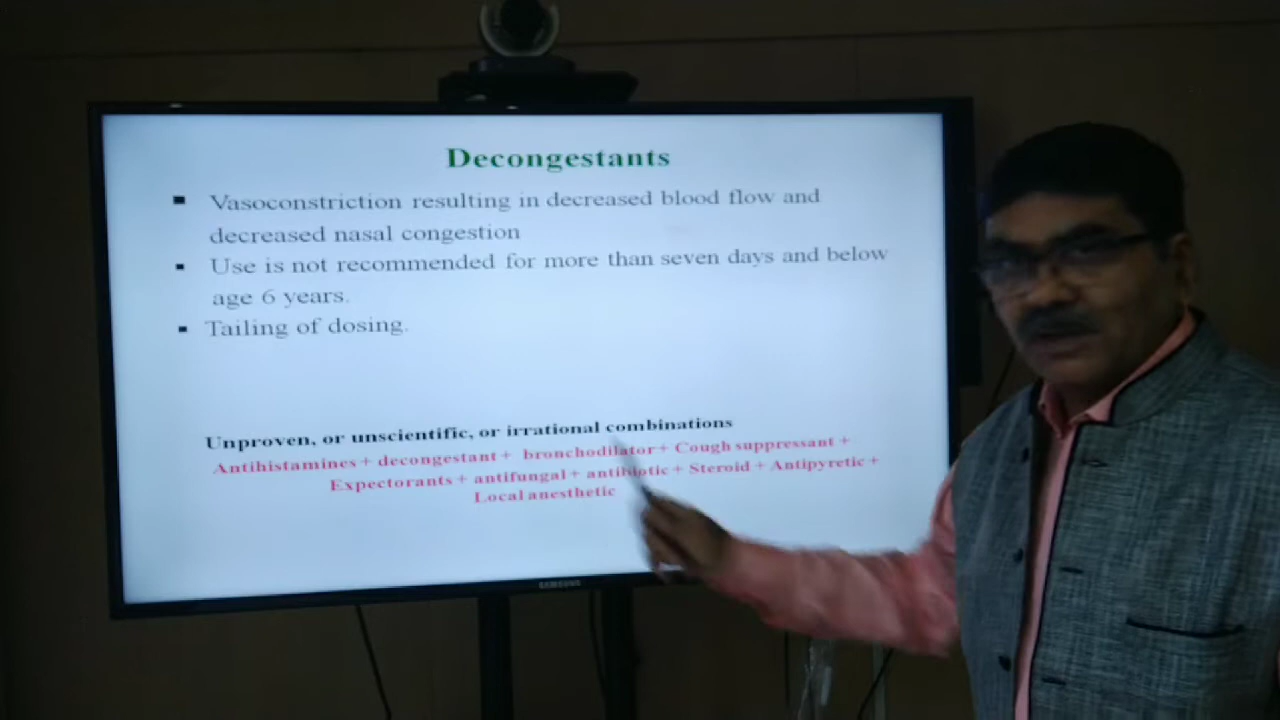 Decongestants
▪ Vasoconstriction resulting in decreased blood flow and
decreased nasal congestion
▪ Use is not recommended for more than seven days and below
age 6 years.
▪ Tailing of dosing.
Unproven, or unscientific, or irrational combinations
Antihistamines + decongestant + bronchodilator + Cough suppressant +
Expectorants + antifungal + antibiotic + Steroid + Antipyretic +
Local anesthetic
SAMSUNG